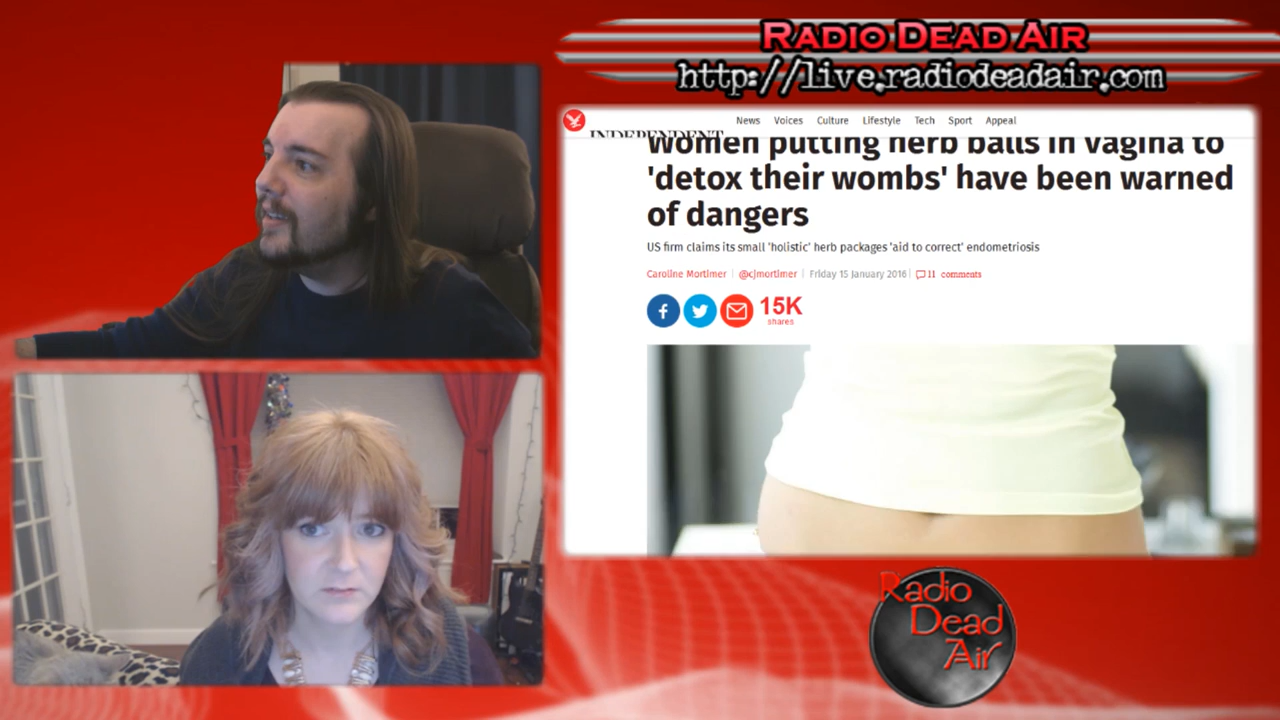 RADIO DEAD AIR
http://live.radiodeadair.com
INDEPENDENT
News Voices Culture Lifestyle Tech Sport Appeal
Women putting herb balls in vagina to
'detox their wombs' have been warned
of dangers
US firm claims its small 'holistic' herb packages 'aid to correct' endometriosis
Caroline Mortimer | @cjmortimer | Friday 15 January 2016 | 11 comments
15K
shares
Radio
Dead
Air